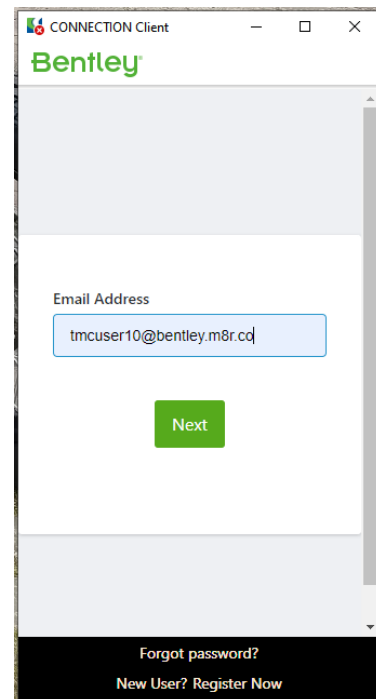 CONNECTION Client
Bentley
Email Address
tmcuser10@bentley.m8r.co
Next
Forgot password?
New User? Register Now